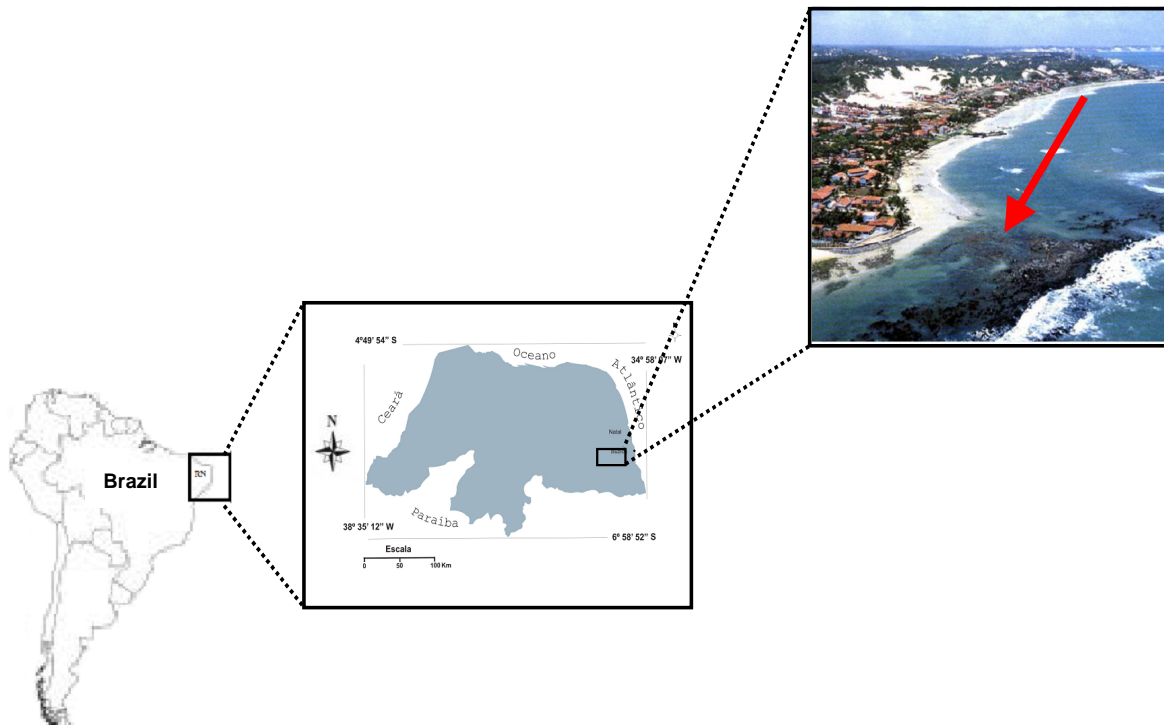 Brazil
RN
4º49' 54" S
34º 58' 07" W
Oceano
Atlântico
Ceará
N
Natal
Paraíba
38º 35' 12" W
6º 58' 52" S
Escala
0 50 100 Km